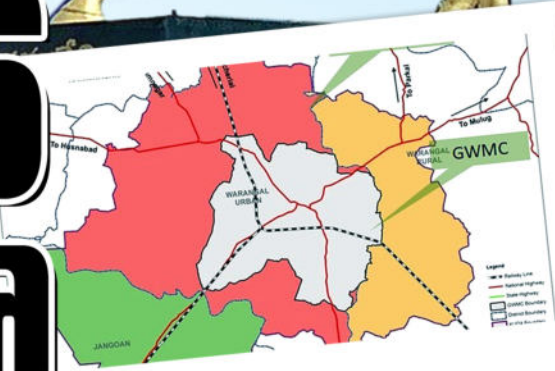 To Parkal
To Mulug
To Husnabad
WARANGAL
RURAL
GWMC
WARANGAL
URBAN
Legend
Railway Line
National Highway
State Highway
GWMC Boundary
District Boundary
JANGOAN